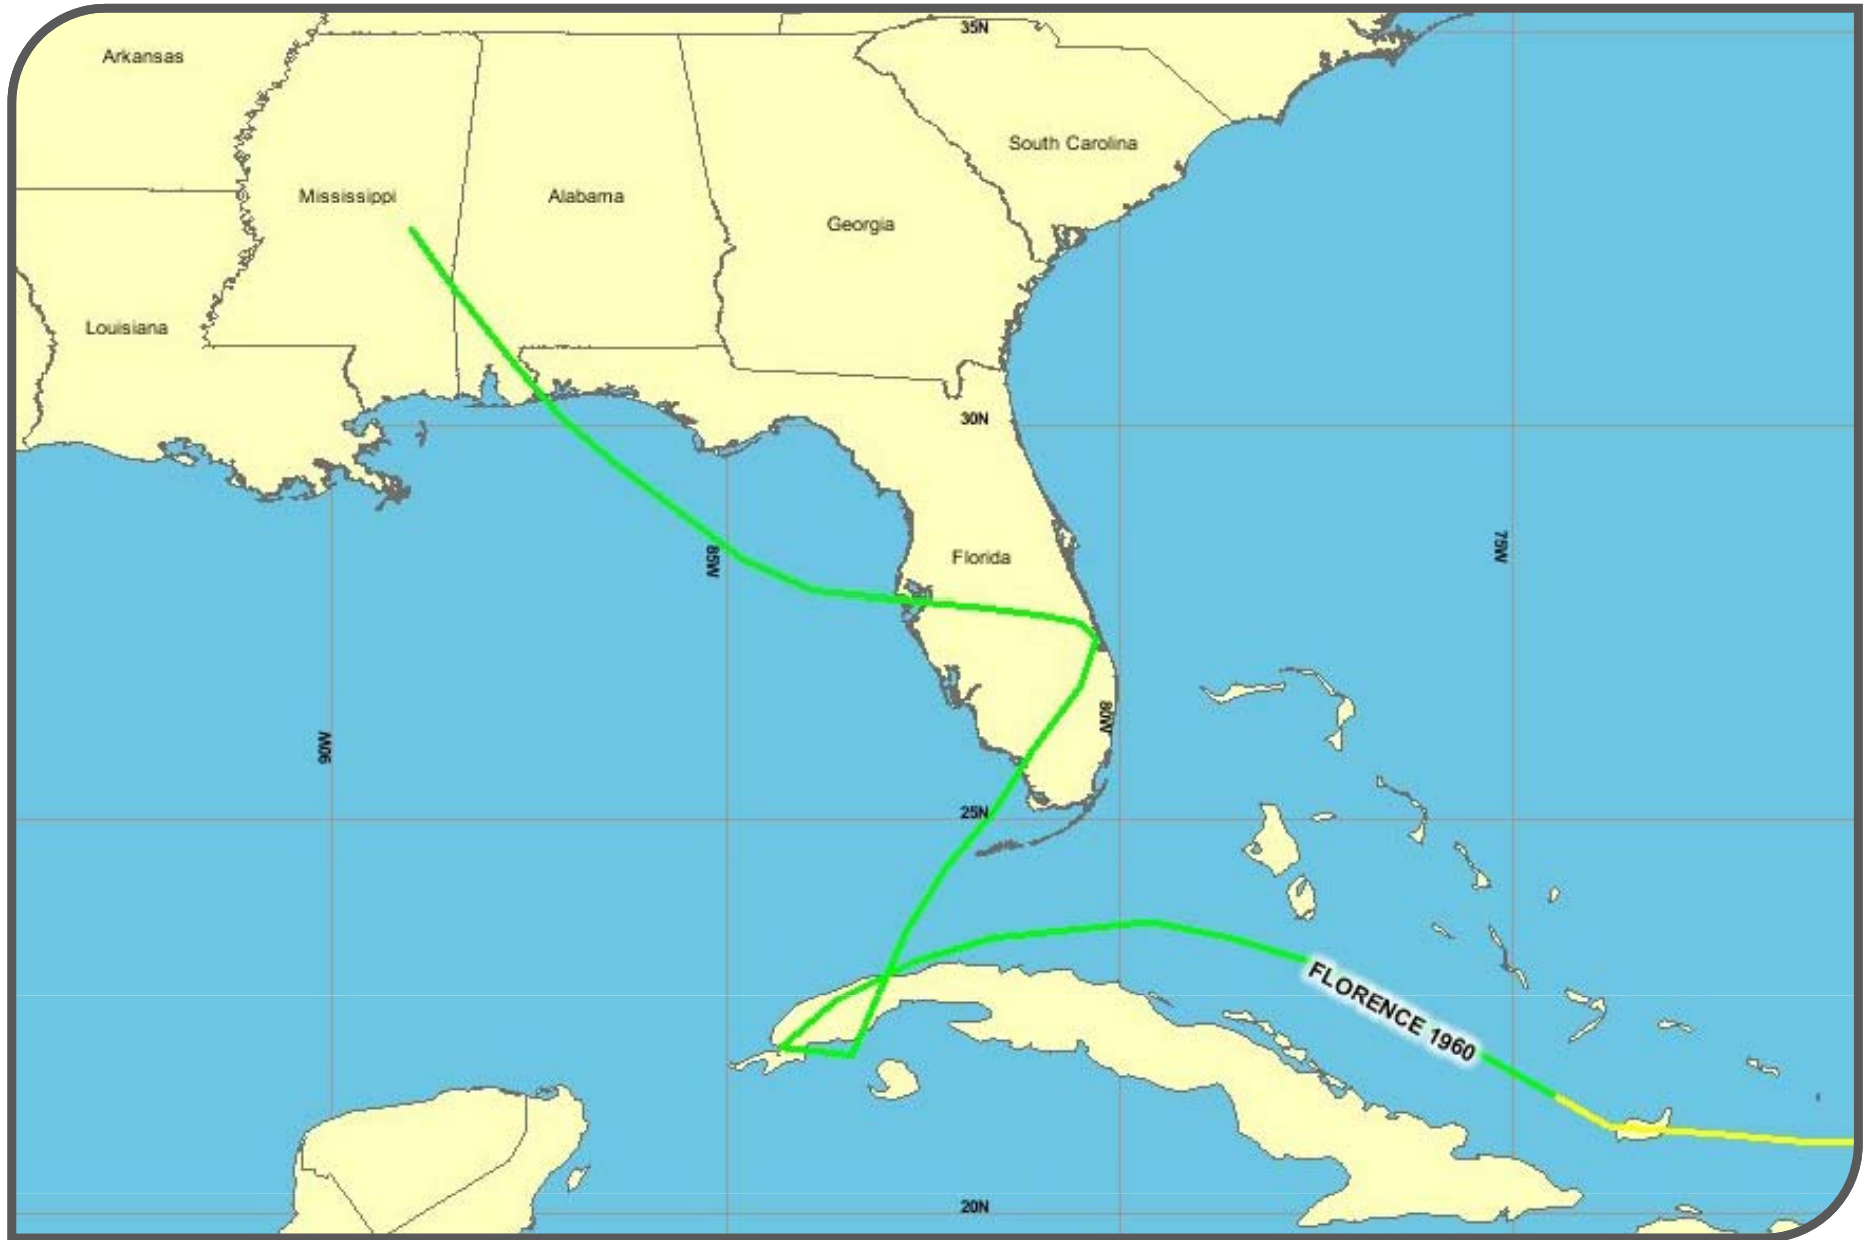 35N
Arkansas
South Carolina
Mississippi
Alabama
Georgia
Louisiana
30N
85W
Florida
75W
80W
90W
25N
FLORENCE 1960
20N